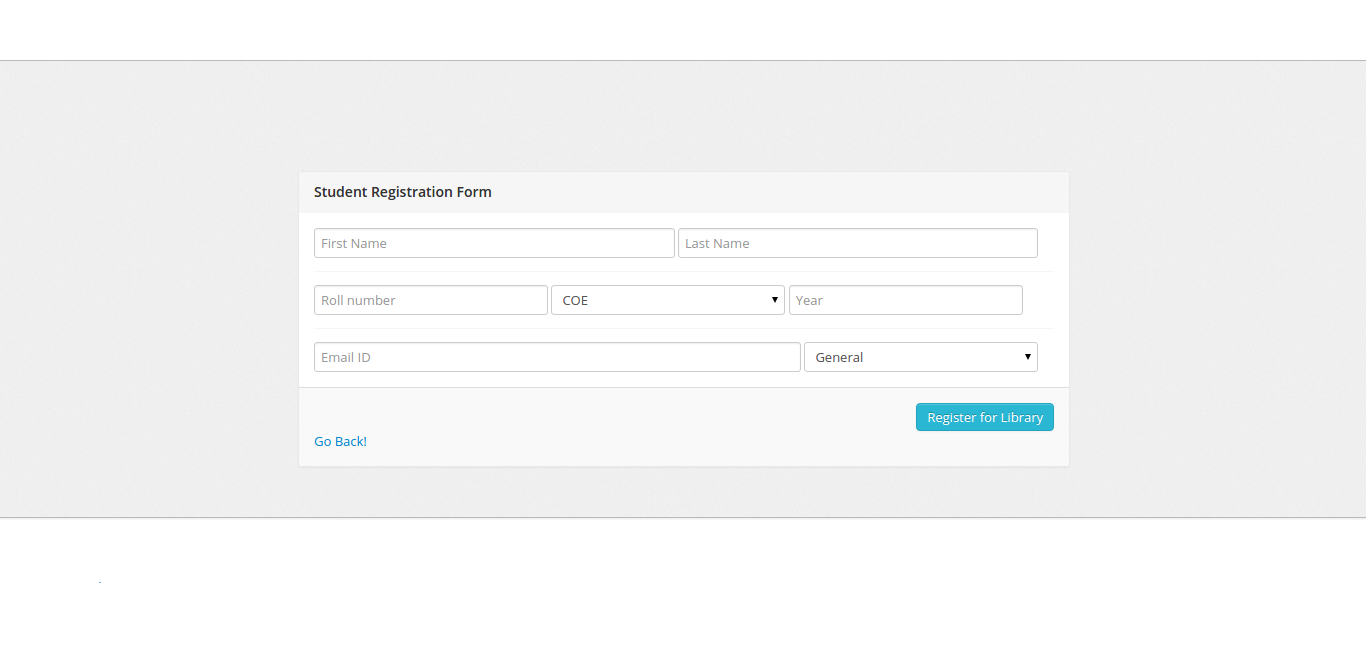 Student Registration Form
First Name Last Name
Roll number COE Year
Email ID General
Register for Library
Go Back!